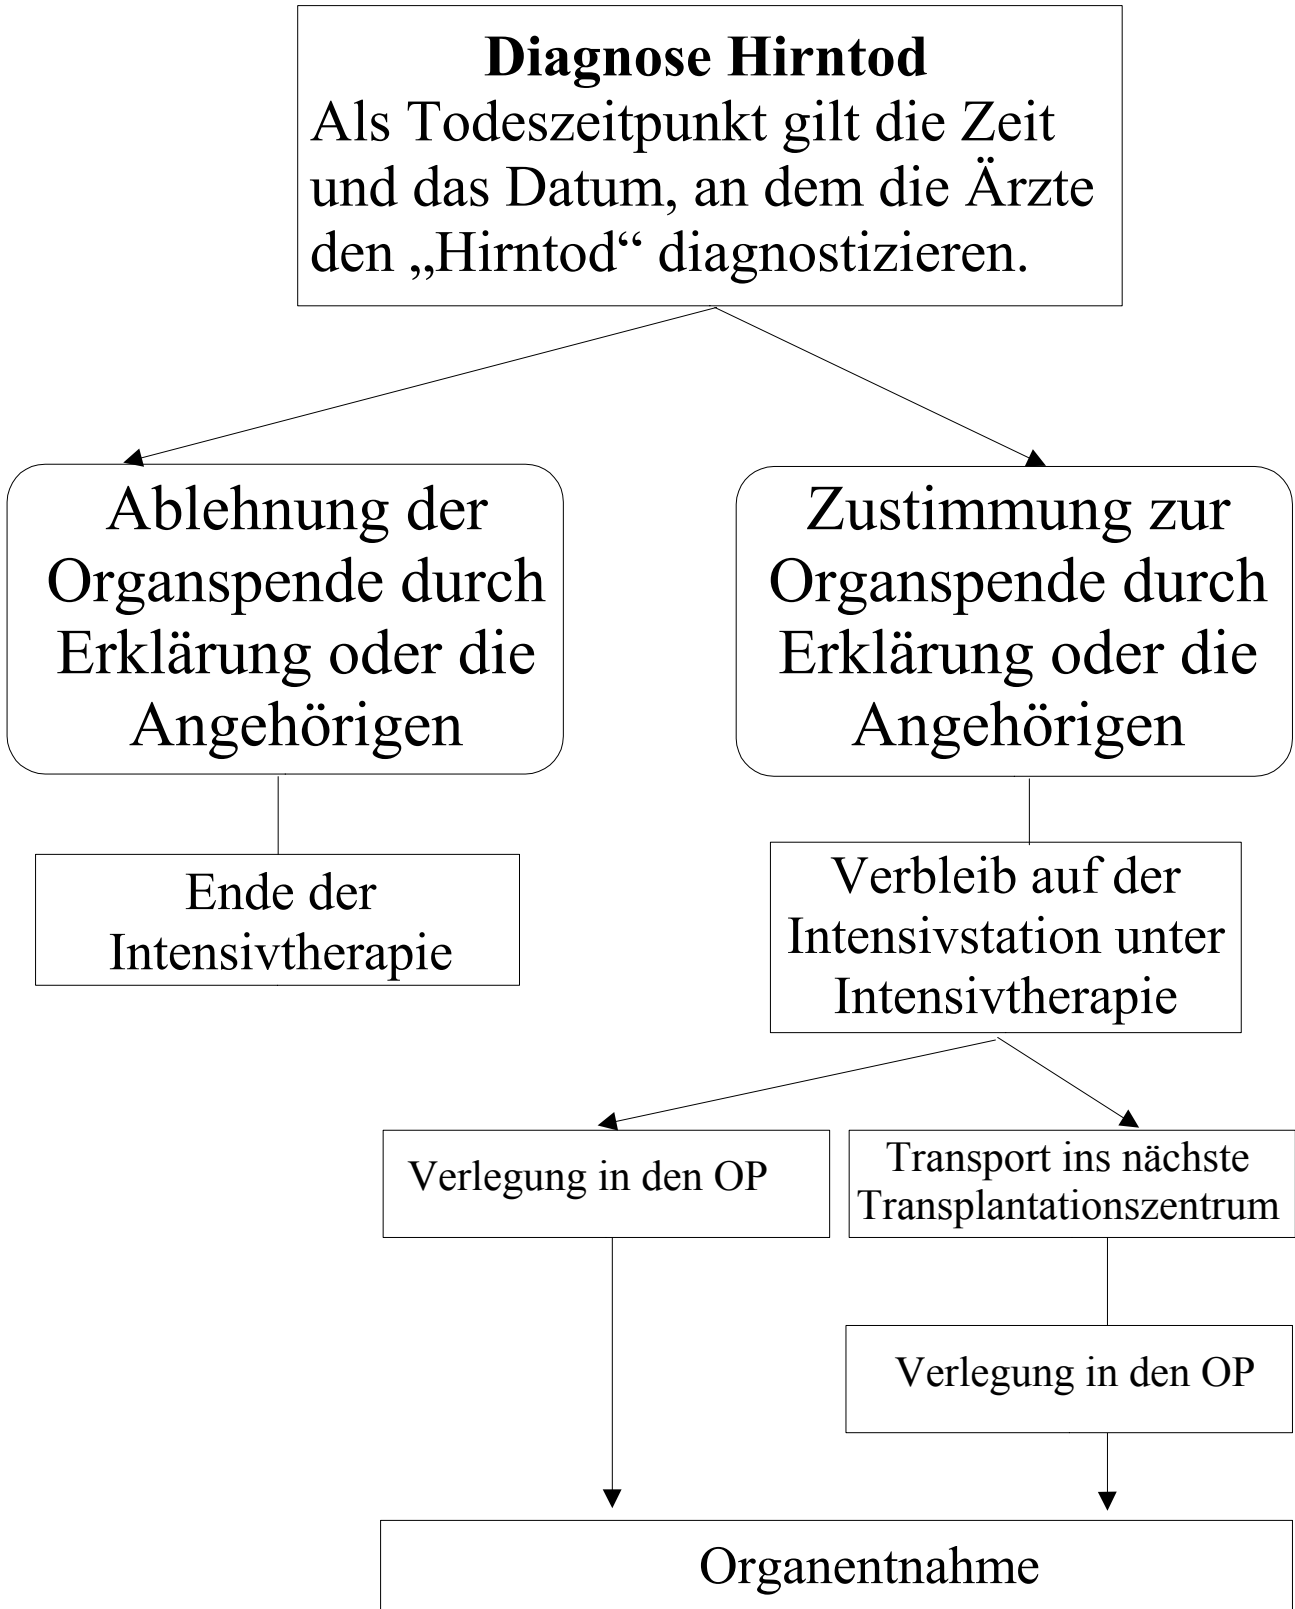 Diagnose Hirntod
Als Todeszeitpunkt gilt die Zeit
und das Datum, an dem die Ärzte
den „Hirntod“ diagnostizieren.
Ablehnung der
Organspende durch
Erklärung oder die
Angehörigen
Zustimmung zur
Organspende durch
Erklärung oder die
Angehörigen
Ende der
Intensivtherapie
Verbleib auf der
Intensivstation unter
Intensivtherapie
Verlegung in den OP
Transport ins nächste
Transplantationszentrum
Verlegung in den OP
Organentnahme